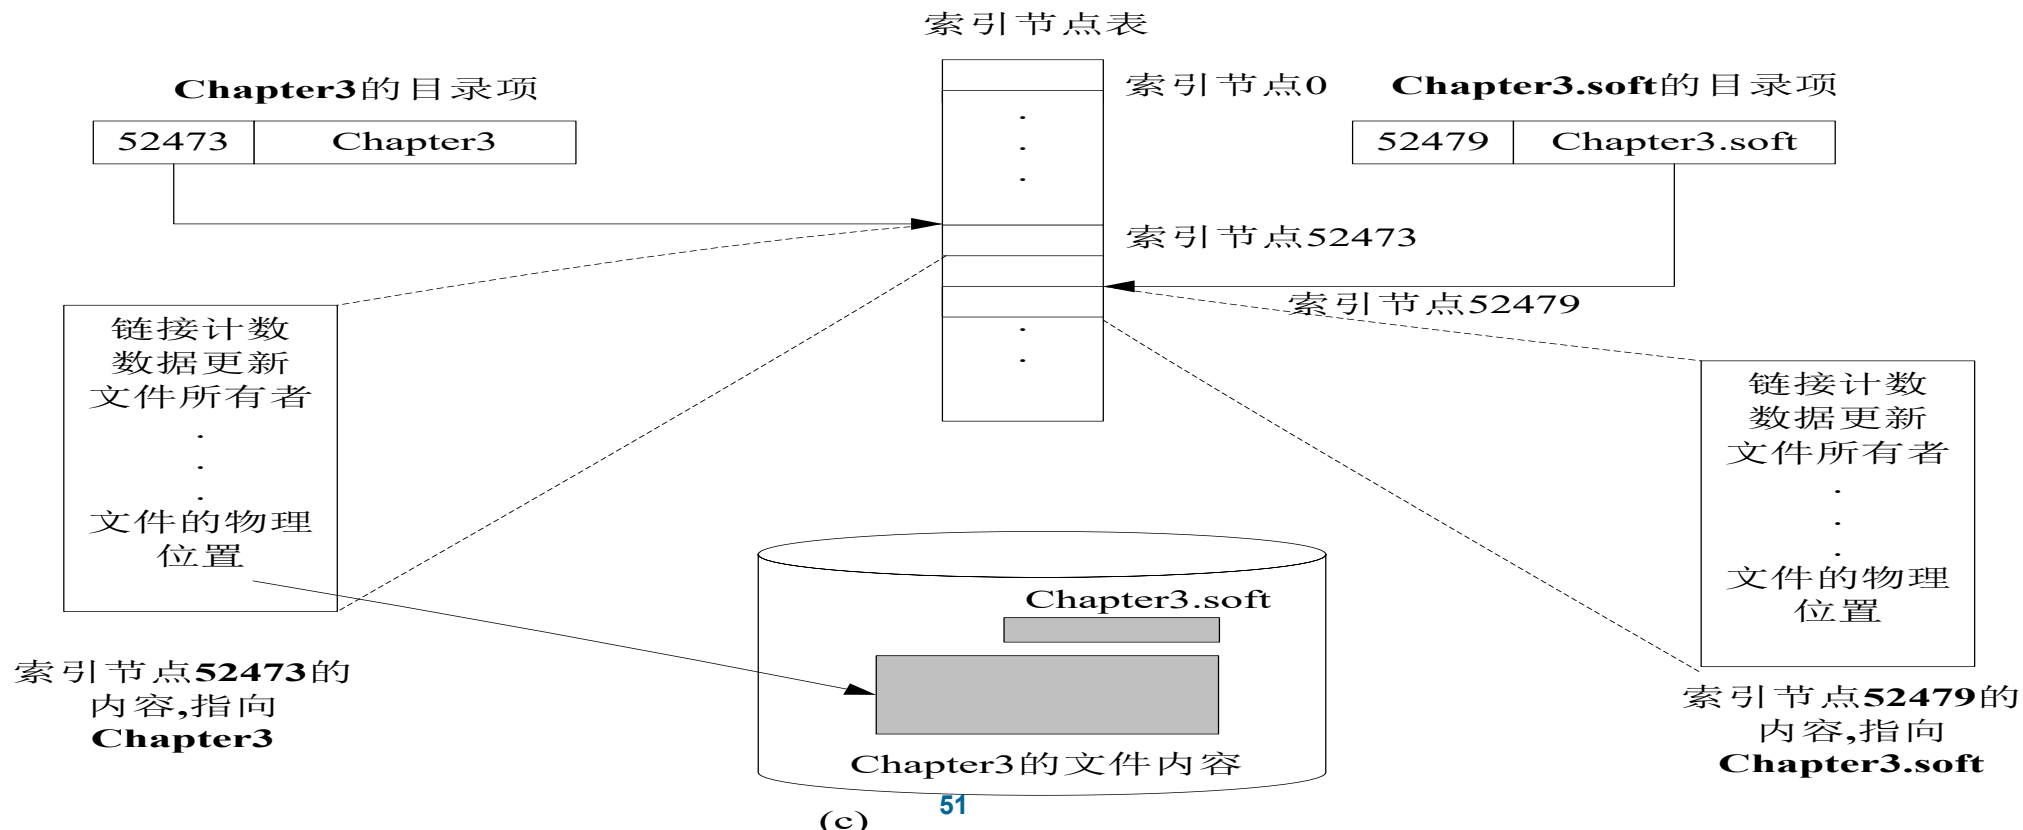 索引节点表
Chapter3的目录项
索引节点0
Chapter3.soft的目录项
52473
Chapter3
52479
Chapter3.soft
索引节点52473
索引节点52479
链接计数
数据更新
文件所有者
.
.
.
文件的物理
位置
链接计数
数据更新
文件所有者
.
.
.
文件的物理
位置
Chapter3.soft
Chapter3的文件内容
索引节点52473的
内容,指向
Chapter3
索引节点52479的
内容,指向
Chapter3.soft
51
(c)